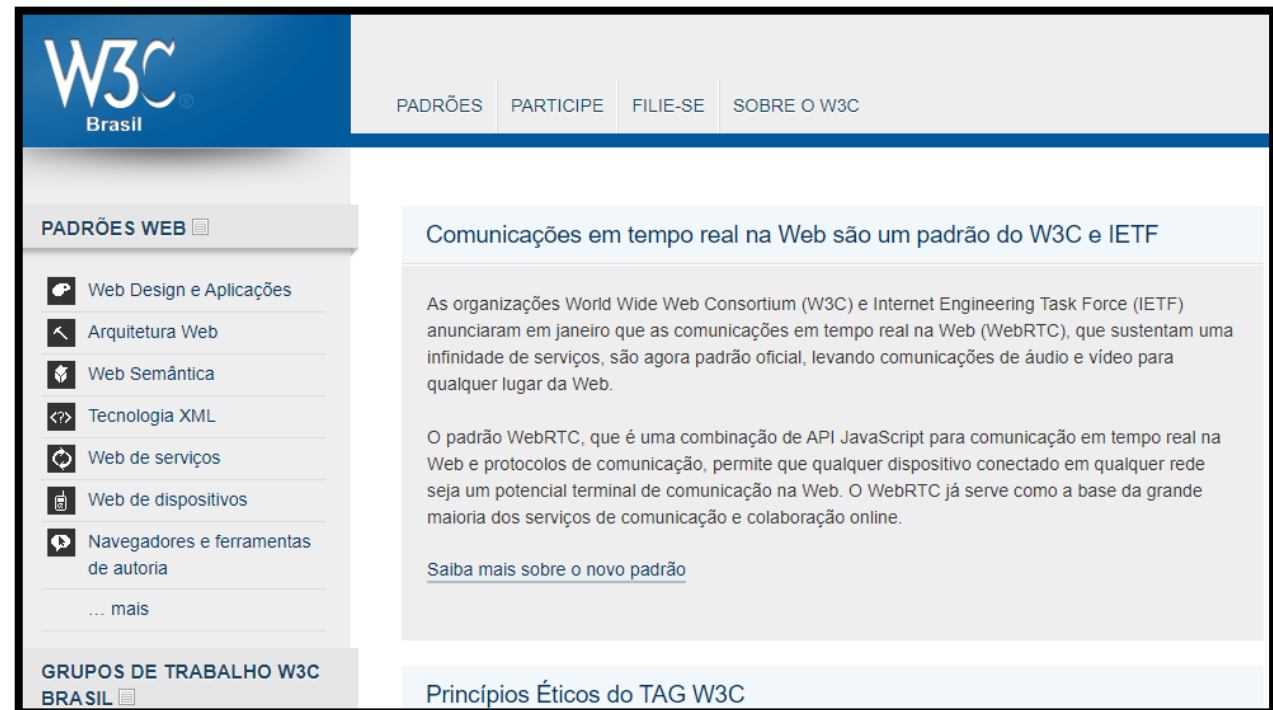 W3C®
Brasil
PADRÕES
PARTICIPE
FILIE-SE
SOBRE O W3C
PADRÕES WEB
Web Design e Aplicações
Arquitetura Web
Web Semântica
<?> Tecnologia XML
Web de serviços
Web de dispositivos
Navegadores e ferramentas
de autoria
… mais
GRUPOS DE TRABALHO W3C
BRASIL
Comunicações em tempo real na Web são um padrão do W3C e IETF
As organizações World Wide Web Consortium (W3C) e Internet Engineering Task Force (IETF)
anunciaram em janeiro que as comunicações em tempo real na Web (WebRTC), que sustentam uma
infinidade de serviços, são agora padrão oficial, levando comunicações de áudio e vídeo para
qualquer lugar da Web.
O padrão WebRTC, que é uma combinação de API JavaScript para comunicação em tempo real na
Web e protocolos de comunicação, permite que qualquer dispositivo conectado em qualquer rede
seja um potencial terminal de comunicação na Web. O WebRTC já serve como a base da grande
maioria dos serviços de comunicação e colaboração online.
Saiba mais sobre o novo padrão
Princípios Éticos do TAG W3C